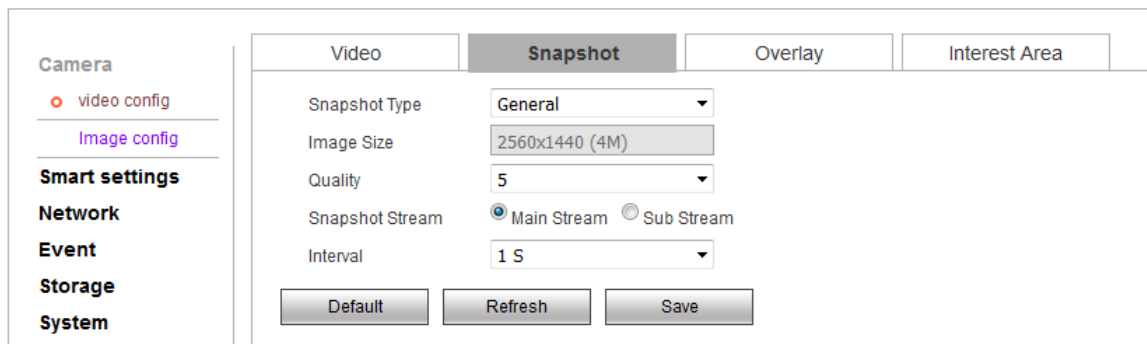 Video Snapshot Overlay Interest Area
Camera
video config
Image config
Smart settings
Network
Event
Storage
System
Snapshot Type General
Image Size 2560x1440 (4M)
Quality 5
Snapshot Stream Main Stream Sub Stream
Interval 1 S
Default Refresh Save